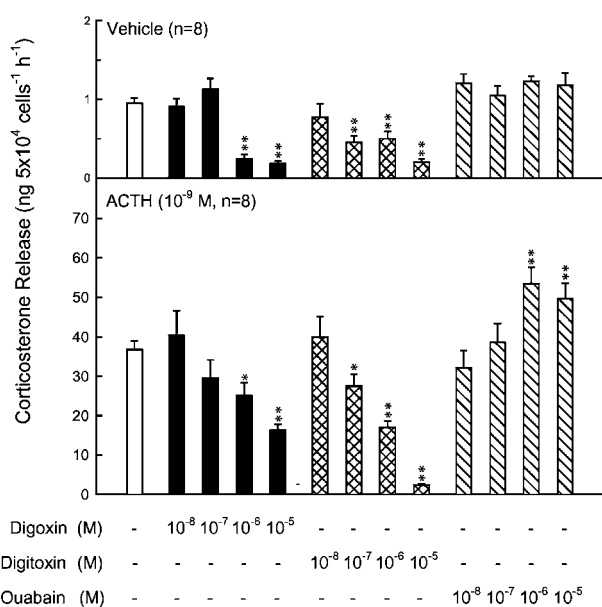 Corticosterone Release (ng 5x10⁴ cells⁻¹ h⁻¹)
2
1
0
Vehicle (n=8)
** ** ** ** **
ACTH (10⁻⁹ M, n=8)
70
60
50
40
30
20
10
0
* ** * ** ** ** **
-
Digoxin (M) - 10⁻⁸ 10⁻⁷ 10⁻⁶ 10⁻⁵ - - - - - - - -
Digitoxin (M) - - - - - 10⁻⁸ 10⁻⁷ 10⁻⁶ 10⁻⁵ - - - -
Ouabain (M) - - - - - - - - - 10⁻⁸ 10⁻⁷ 10⁻⁶ 10⁻⁵